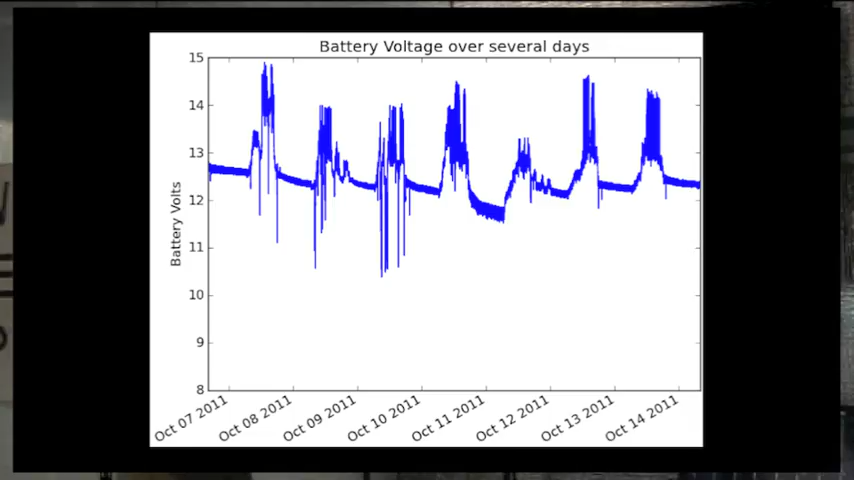 Battery Voltage over several days
15
14
13
12
11
10
9
8
Battery Volts
Oct 07 2011
Oct 08 2011
Oct 09 2011
Oct 10 2011
Oct 11 2011
Oct 12 2011
Oct 13 2011
Oct 14 2011